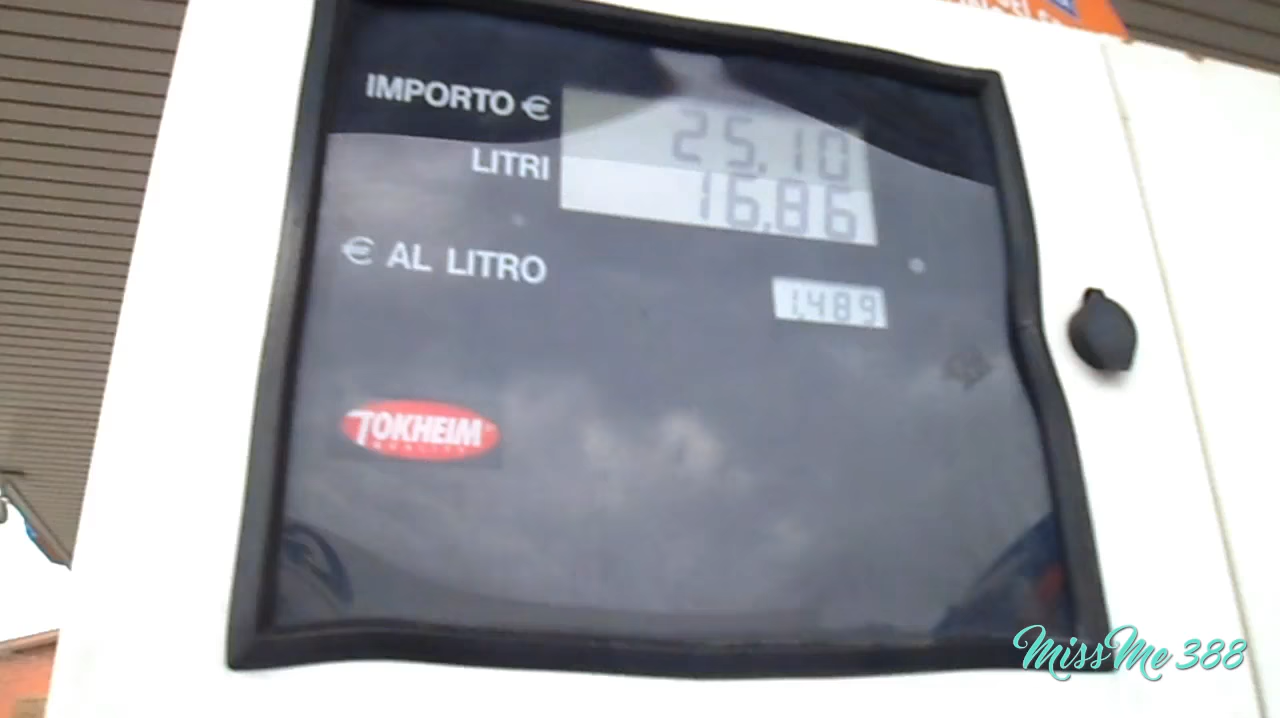 IMPORTO € 25.10
LITRI 16.86
€ AL LITRO 1.489
TOKHEIM
MissMe 388